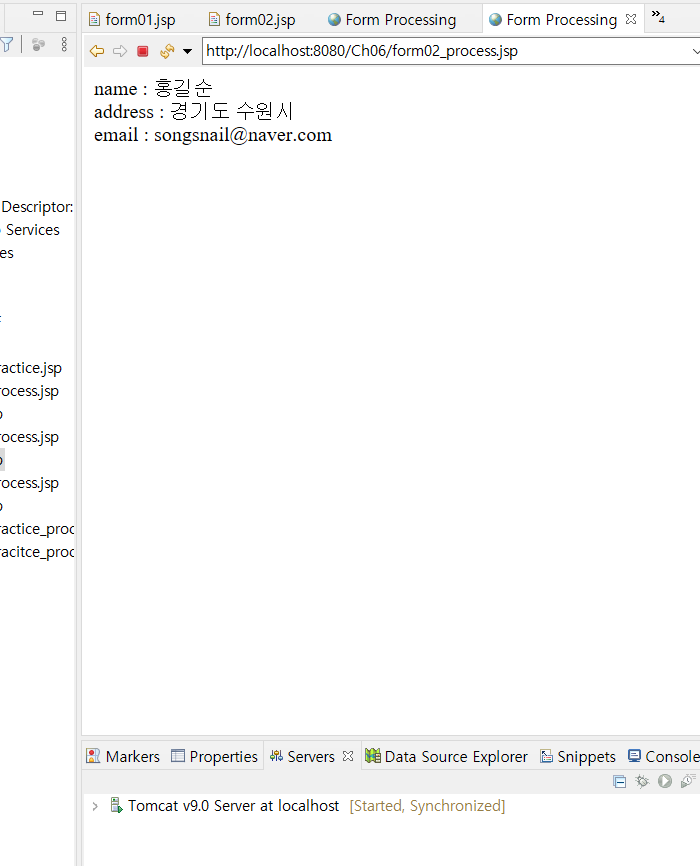 form01.jsp form02.jsp Form Processing Form Processing »4
http://localhost:8080/Ch06/form02_process.jsp
name : 홍길순
address : 경기도 수원시
email : songsnail@naver.com
Descriptor:
Services
es
ractice.jsp
rocess.jsp
rocess.jsp
rocess.jsp
ractice_proc
racitce_proc
Markers Properties Servers Data Source Explorer Snippets Console
Tomcat v9.0 Server at localhost [Started, Synchronized]